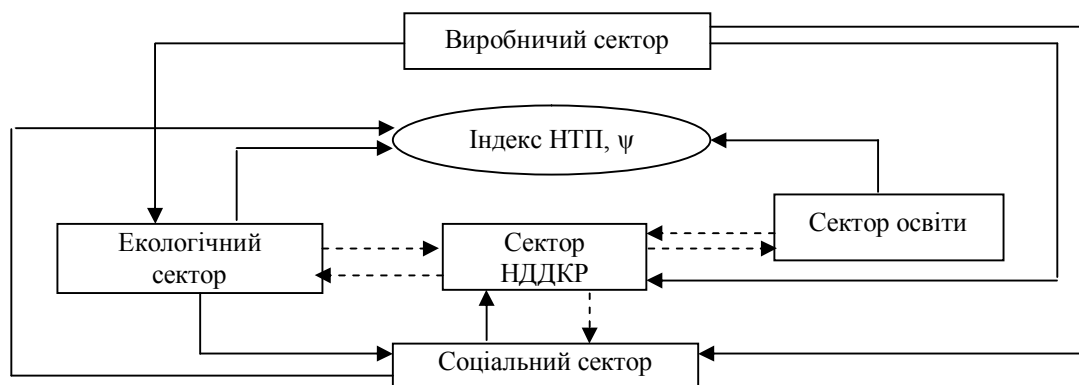 Виробничий сектор
Індекс НТП, ψ
Сектор освіти
Екологічний
сектор
Сектор
НДДКР
Соціальний сектор